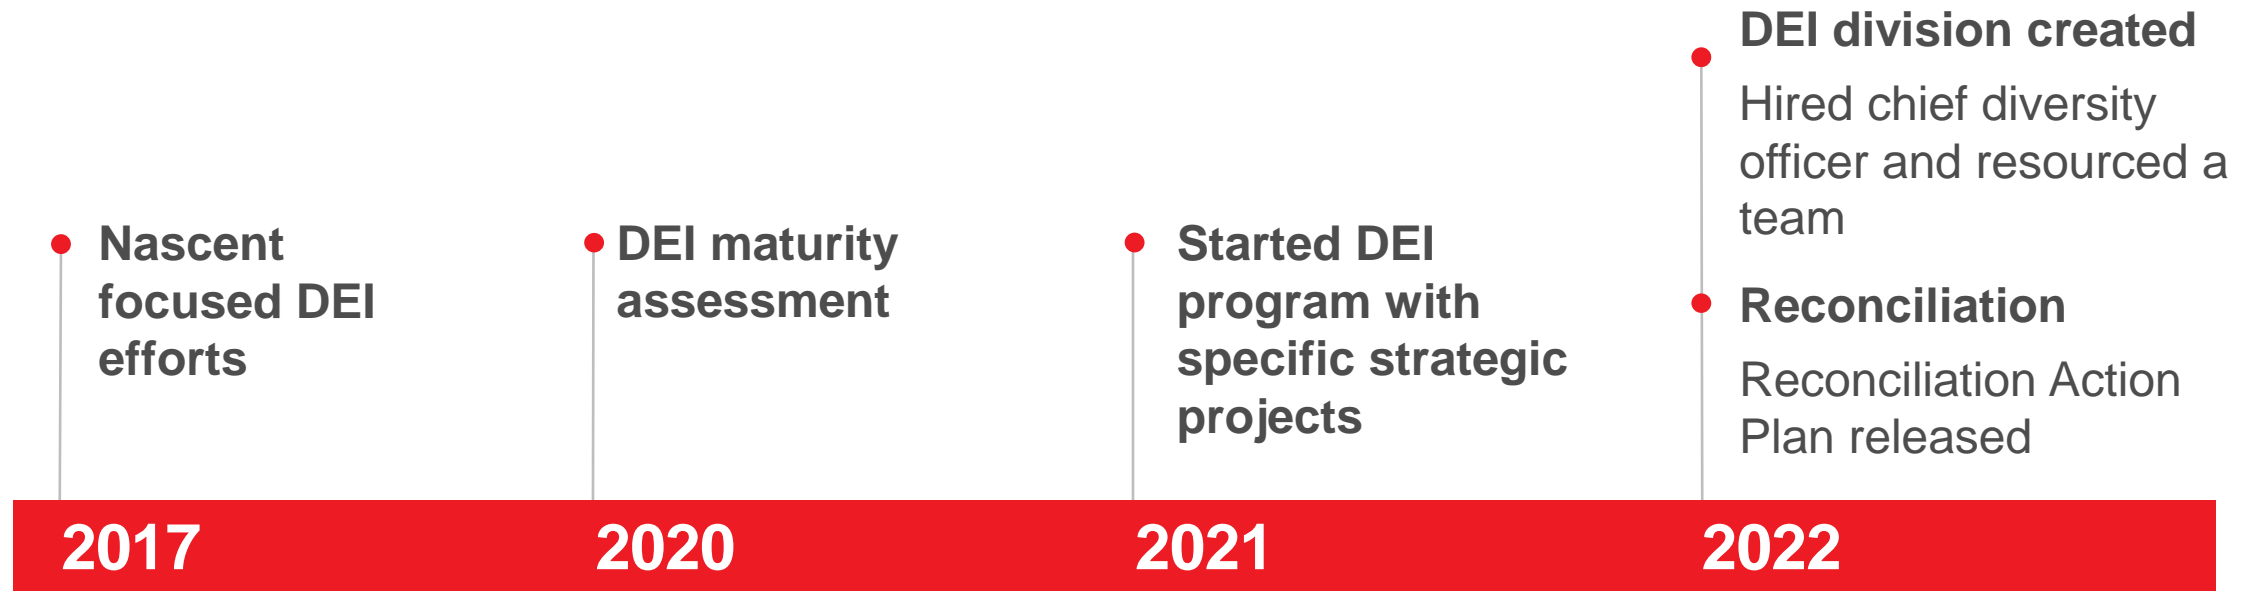 Nascent
focused DEI
efforts
DEI maturity
assessment
Started DEI
program with
specific strategic
projects
DEI division created
Hired chief diversity
officer and resourced a
team
Reconciliation
Reconciliation Action
Plan released
2017
2020
2021
2022